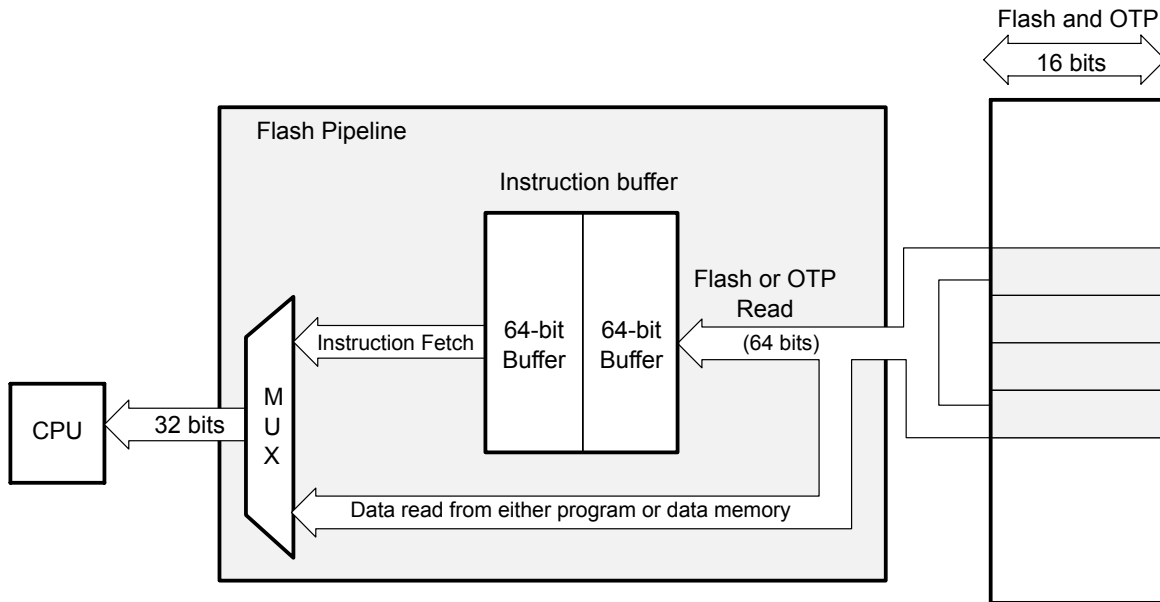 Flash and OTP
16 bits
Flash Pipeline
Instruction buffer
Flash or OTP
Read
(64 bits)
64-bit
Buffer
64-bit
Buffer
Instruction Fetch
M
U
X
32 bits
CPU
Data read from either program or data memory